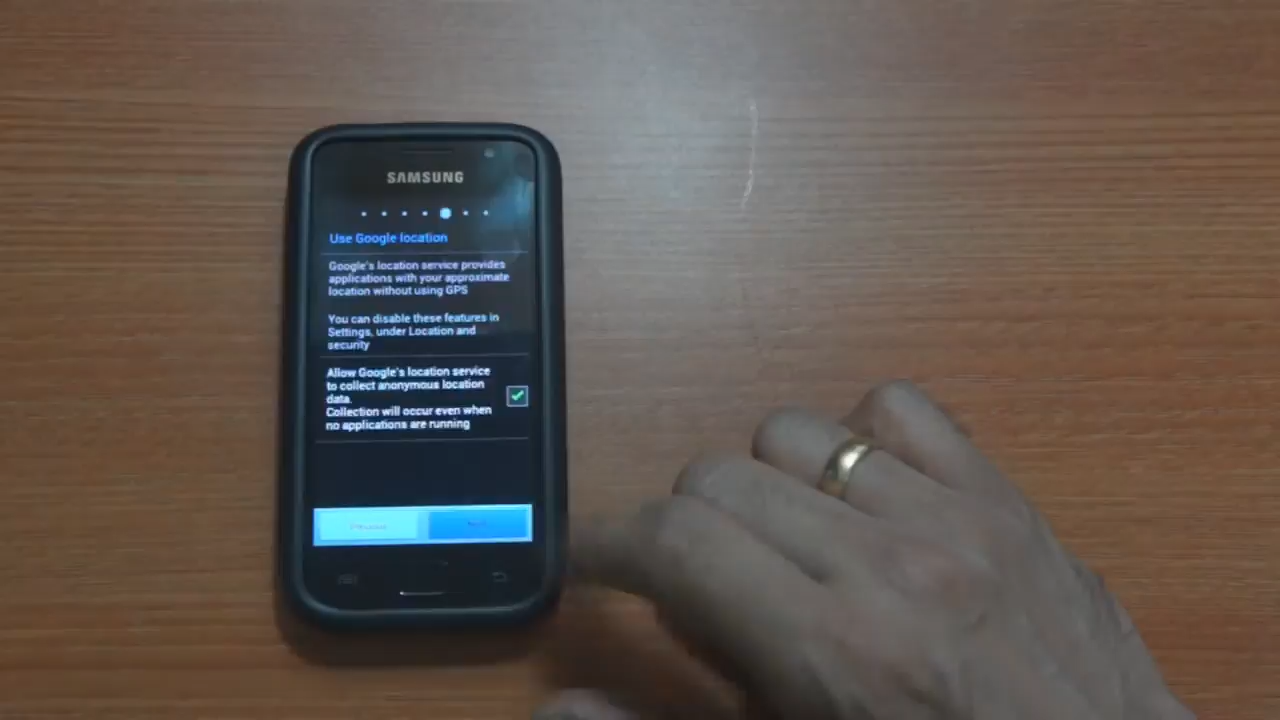 SAMSUNG
Use Google location
Google's location service provides
applications with your approximate
location without using GPS
You can disable these features in
Settings, under Location and
security
Allow Google's location service
to collect anonymous location
data.
Collection will occur even when
no applications are running